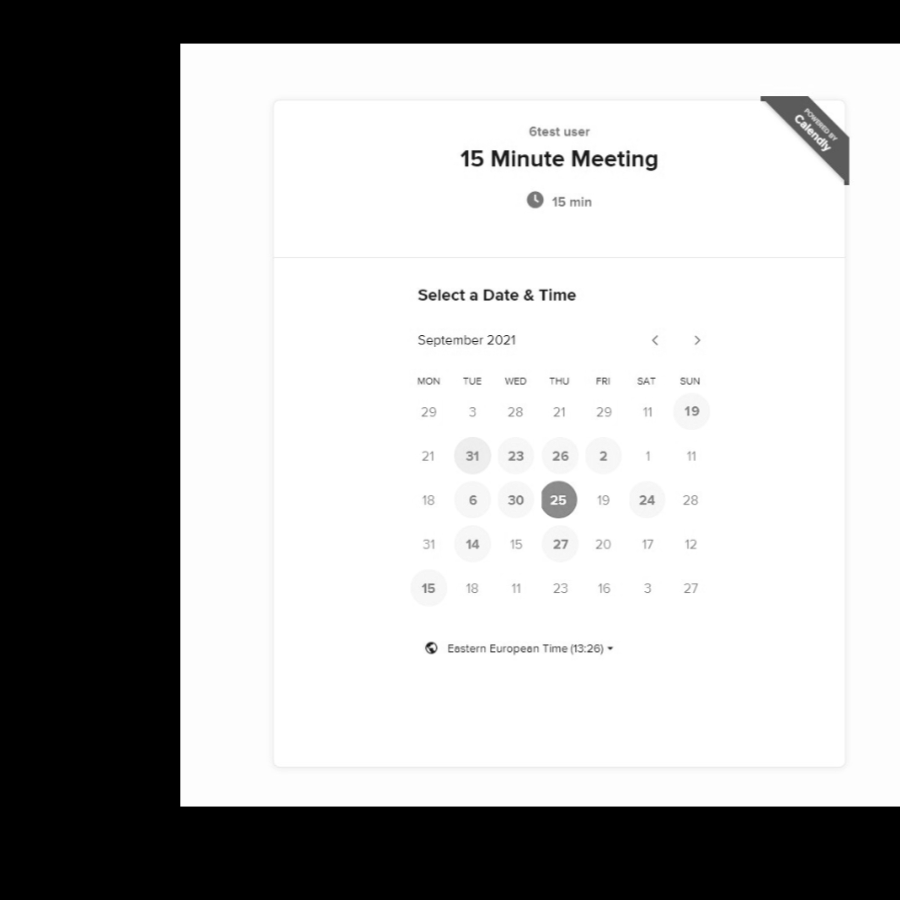 POWERED BY
Calendly
6test user
15 Minute Meeting
15 min
Select a Date & Time
September 2021
MON TUE WED THU FRI SAT SUN
29 3 28 21 29 11 19
21 31 23 26 2 1 11
18 6 30 25 19 24 28
31 14 15 27 20 17 12
15 18 11 23 16 3 27
Eastern European Time (13:26)